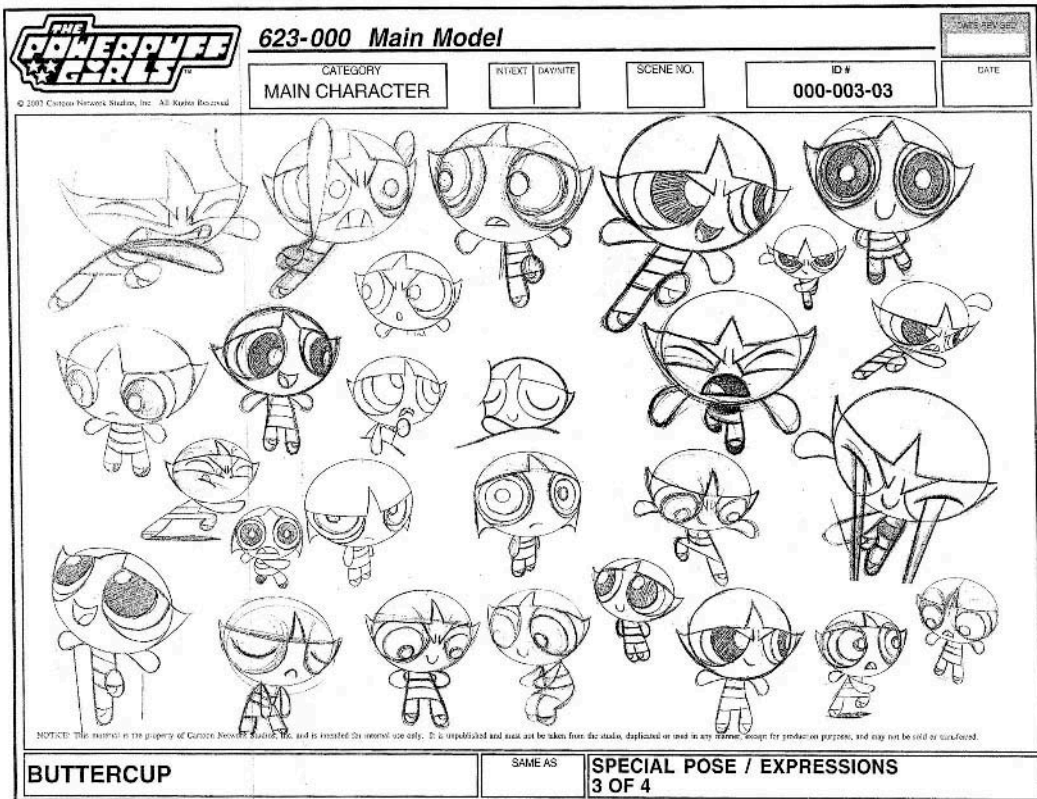 THE
POWERPUFF
GIRLS™
© 2002 Cartoon Network Studios, Inc. All Rights Reserved
623-000 Main Model
DATE REVISED
CATEGORY
MAIN CHARACTER
INT/EXT
DAY/NITE
SCENE NO.
ID #
000-003-03
DATE
NOTICE: This material is the property of Cartoon Network Studios, Inc. and is intended for internal use only. It is unpublished and must not be taken from the studio, duplicated or used in any manner, except for production purposes, and may not be sold or transferred.
BUTTERCUP
SAME AS
SPECIAL POSE / EXPRESSIONS
3 OF 4